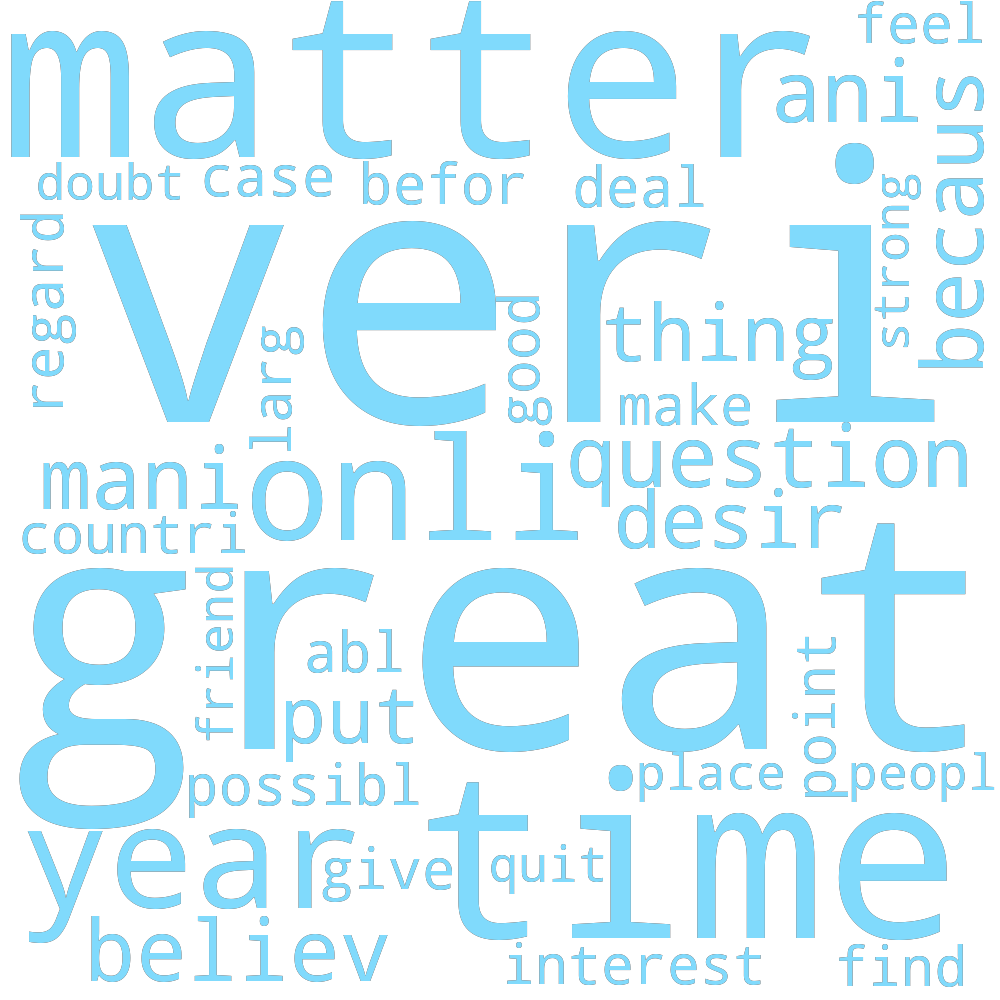 matter
feel
anis
becaus
doubt
case
befor
deal
strong
regard
veri
good
thing
larg
make
question
mani
onli
countri
desir
great
friend
abl
put
point
possibl
place
peopl
time
year
give
quit
believ
interest
find